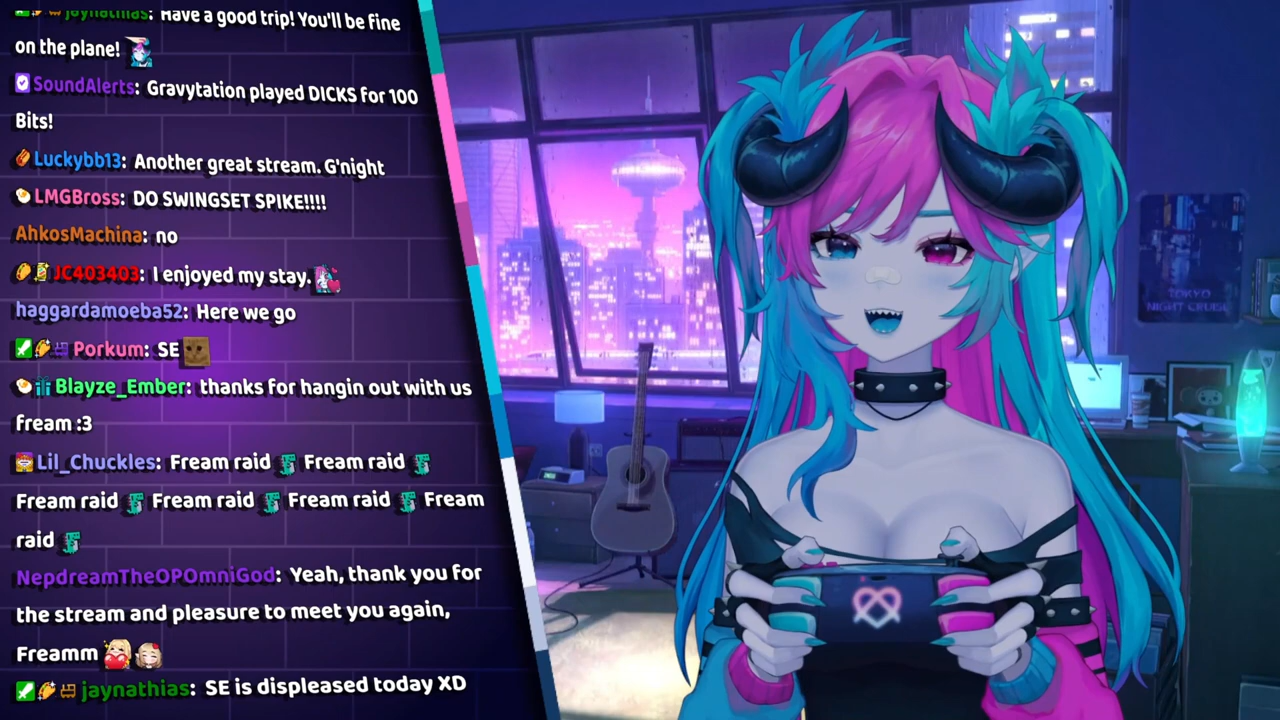 jaynathias: Have a good trip! You'll be fine
on the plane!
SoundAlerts: Gravytation played DICKS for 100
Bits!
Luckybb13: Another great stream. G'night
LMGBross: DO SWINGSET SPIKE!!!!
AhkosMachina: no
JC403403: I enjoyed my stay.
haggardamoeba52: Here we go
Porkum: SE
Blayze_Ember: thanks for hangin out with us
fream :3
Lil_Chuckles: Fream raid Fream raid
Fream raid Fream raid Fream raid Fream
raid
NepdreamTheOPOmniGod: Yeah, thank you for
the stream and pleasure to meet you again,
Freamm
jaynathias: SE is displeased today XD
TOKYO
NIGHT CRUISE